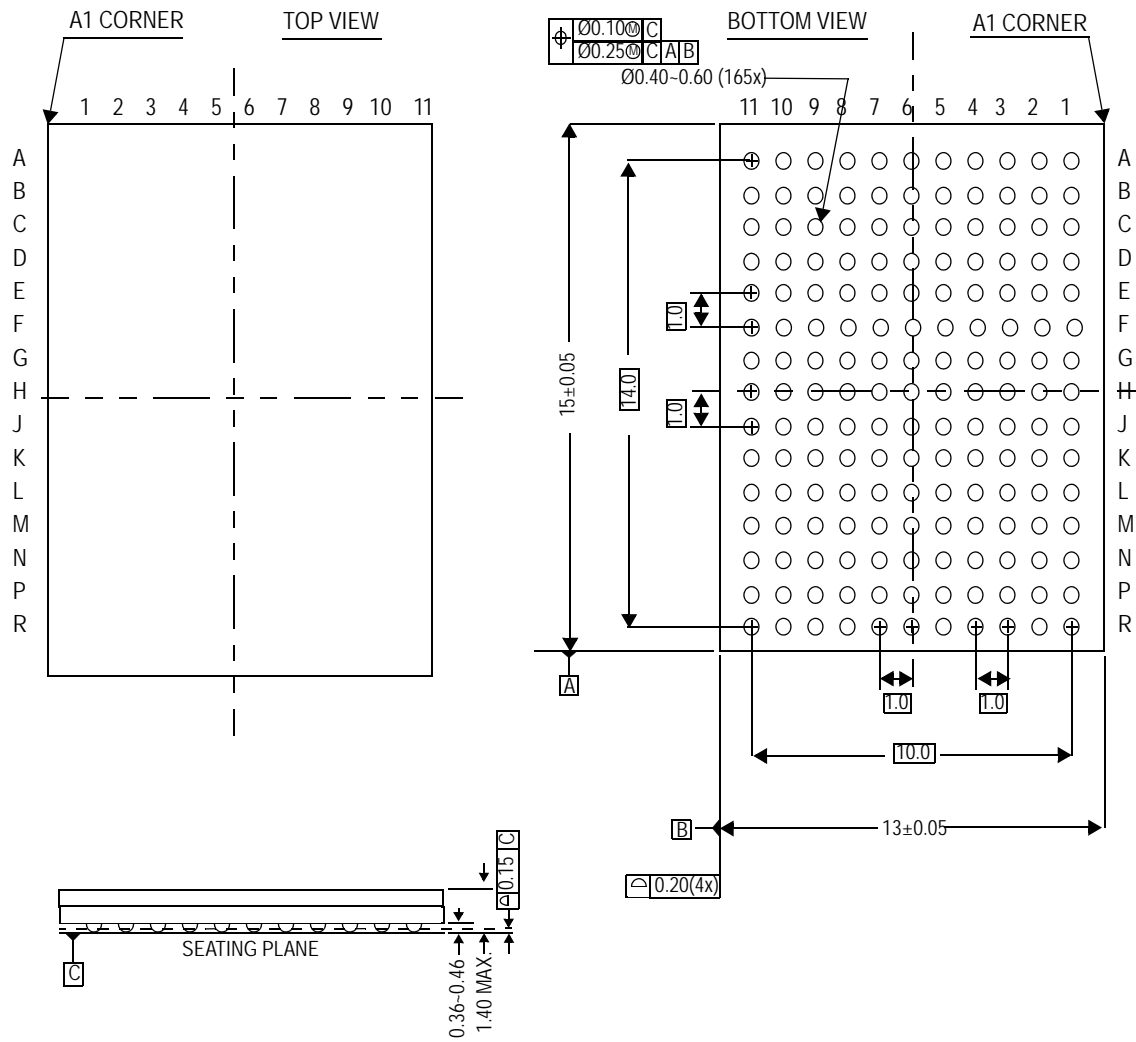 A1 CORNER
TOP VIEW
1 2 3 4 5 6 7 8 9 10 11
A
B
C
D
E
F
G
H
J
K
L
M
N
P
R
Ø0.10Ⓜ C
Ø0.25Ⓜ C A B
BOTTOM VIEW
A1 CORNER
Ø0.40~0.60 (165x)
11 10 9 8 7 6 5 4 3 2 1
A
B
C
D
E
F
G
H
J
K
L
M
N
P
R
1.0
1.0
15±0.05
14.0
A
1.0
1.0
10.0
B
13±0.05
0.20(4x)
0.15 C
SEATING PLANE
C
0.36~0.46
1.40 MAX.